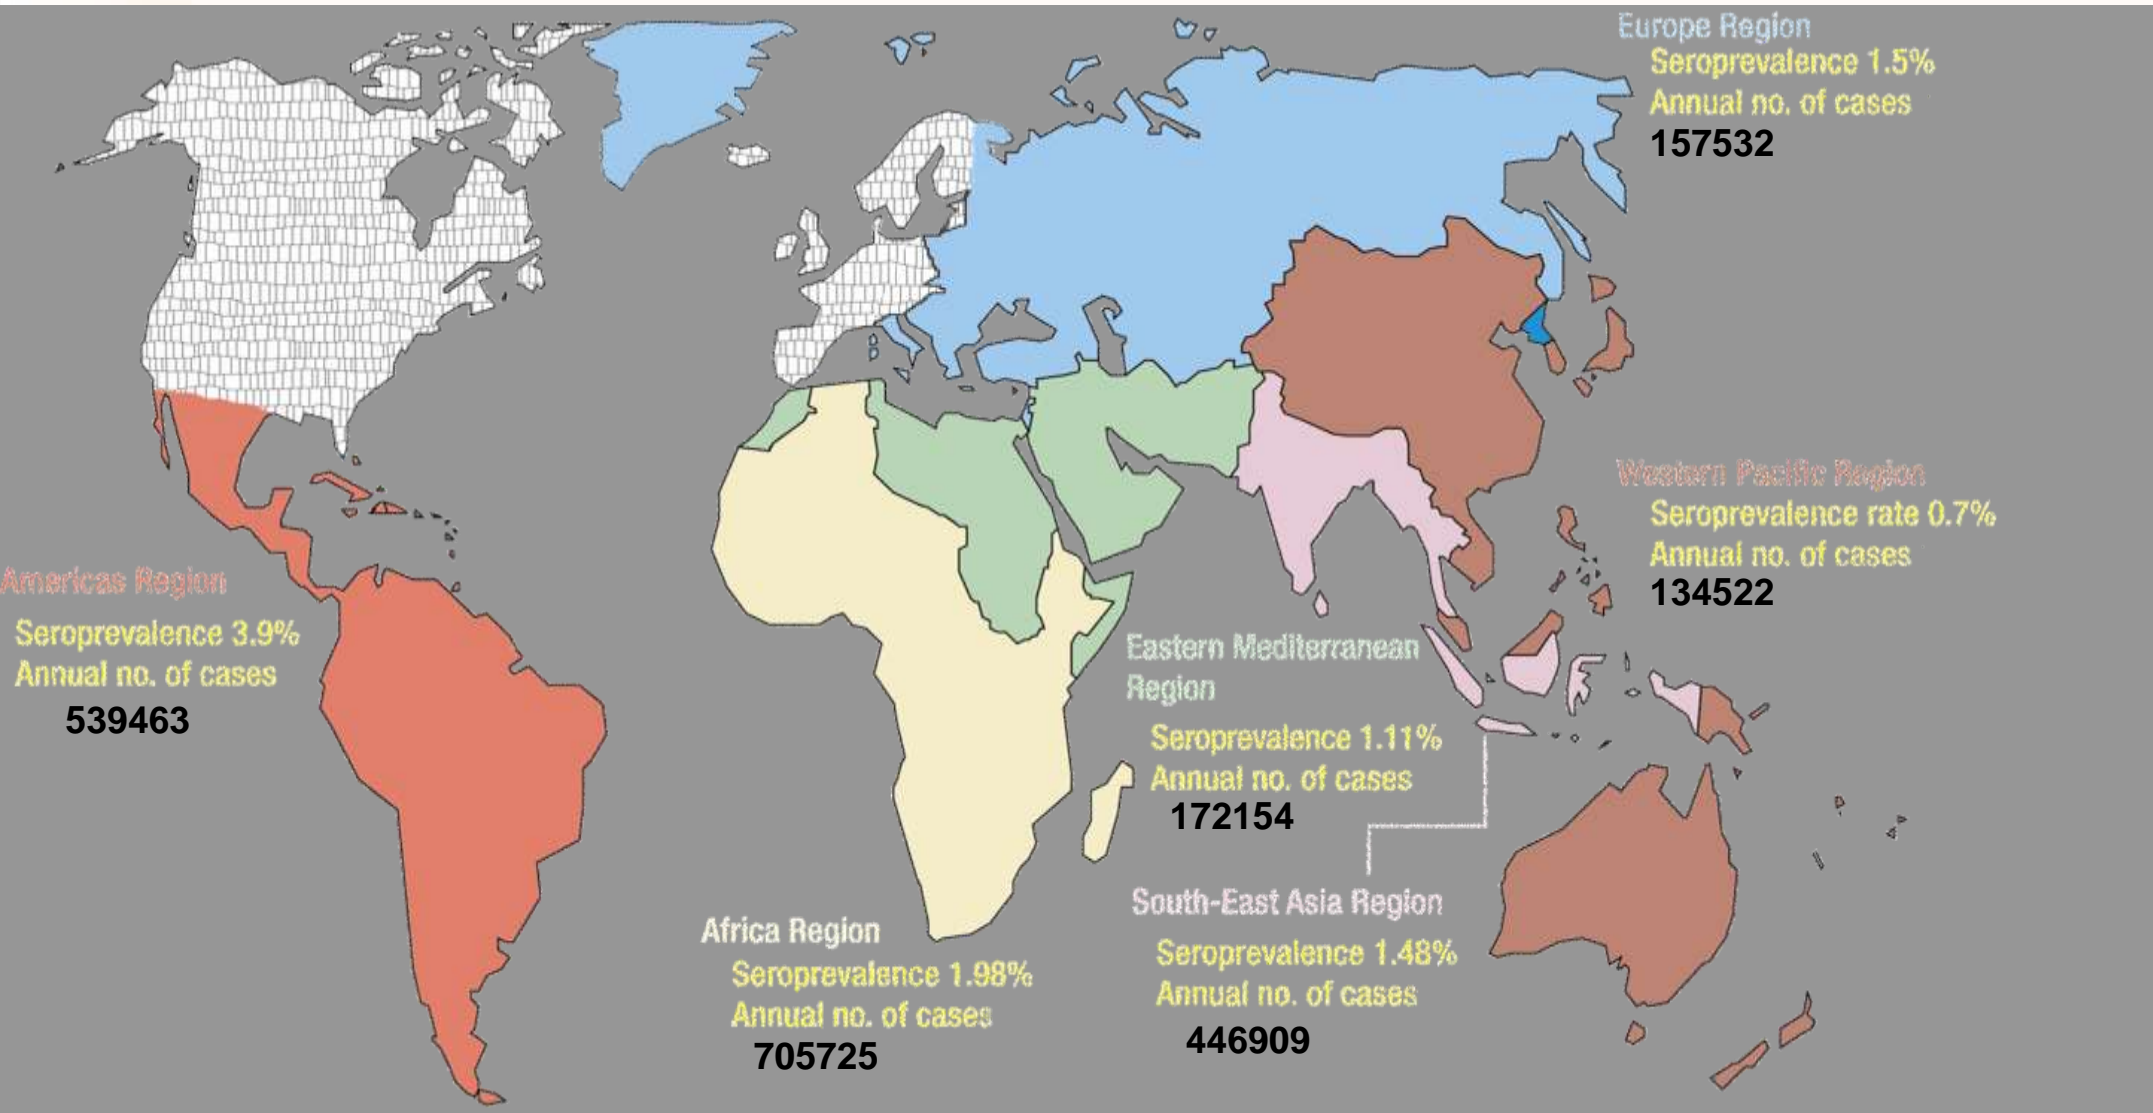 Europe Region
Seroprevalence 1.5%
Annual no. of cases
157532
Western Pacific Region
Seroprevalence rate 0.7%
Annual no. of cases
134522
Americas Region
Seroprevalence 3.9%
Annual no. of cases
539463
Eastern Mediterranean
Region
Seroprevalence 1.11%
Annual no. of cases
172154
South-East Asia Region
Seroprevalence 1.48%
Annual no. of cases
446909
Africa Region
Seroprevalence 1.98%
Annual no. of cases
705725